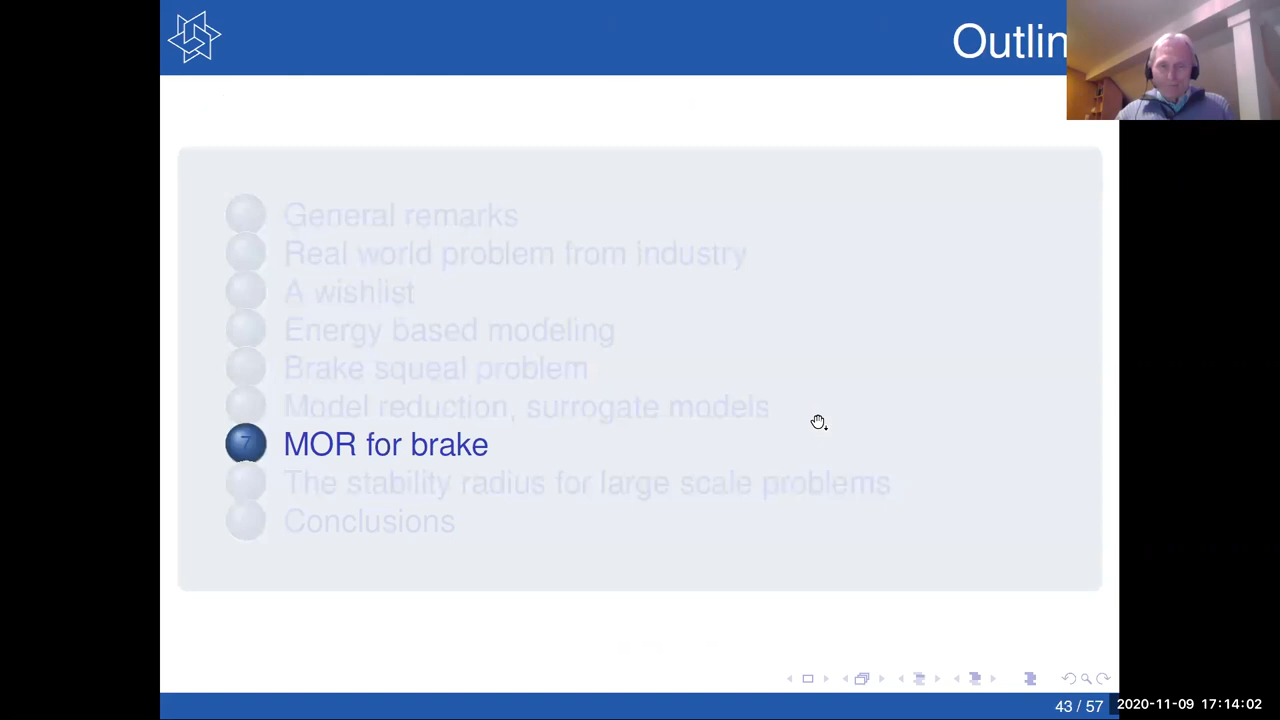 Outlin
General remarks
Real world problem from industry
A wishlist
Energy based modeling
Brake squeal problem
Model reduction, surrogate models
7 MOR for brake
The stability radius for large scale problems
Conclusions
43 / 57
2020-11-09 17:14:02